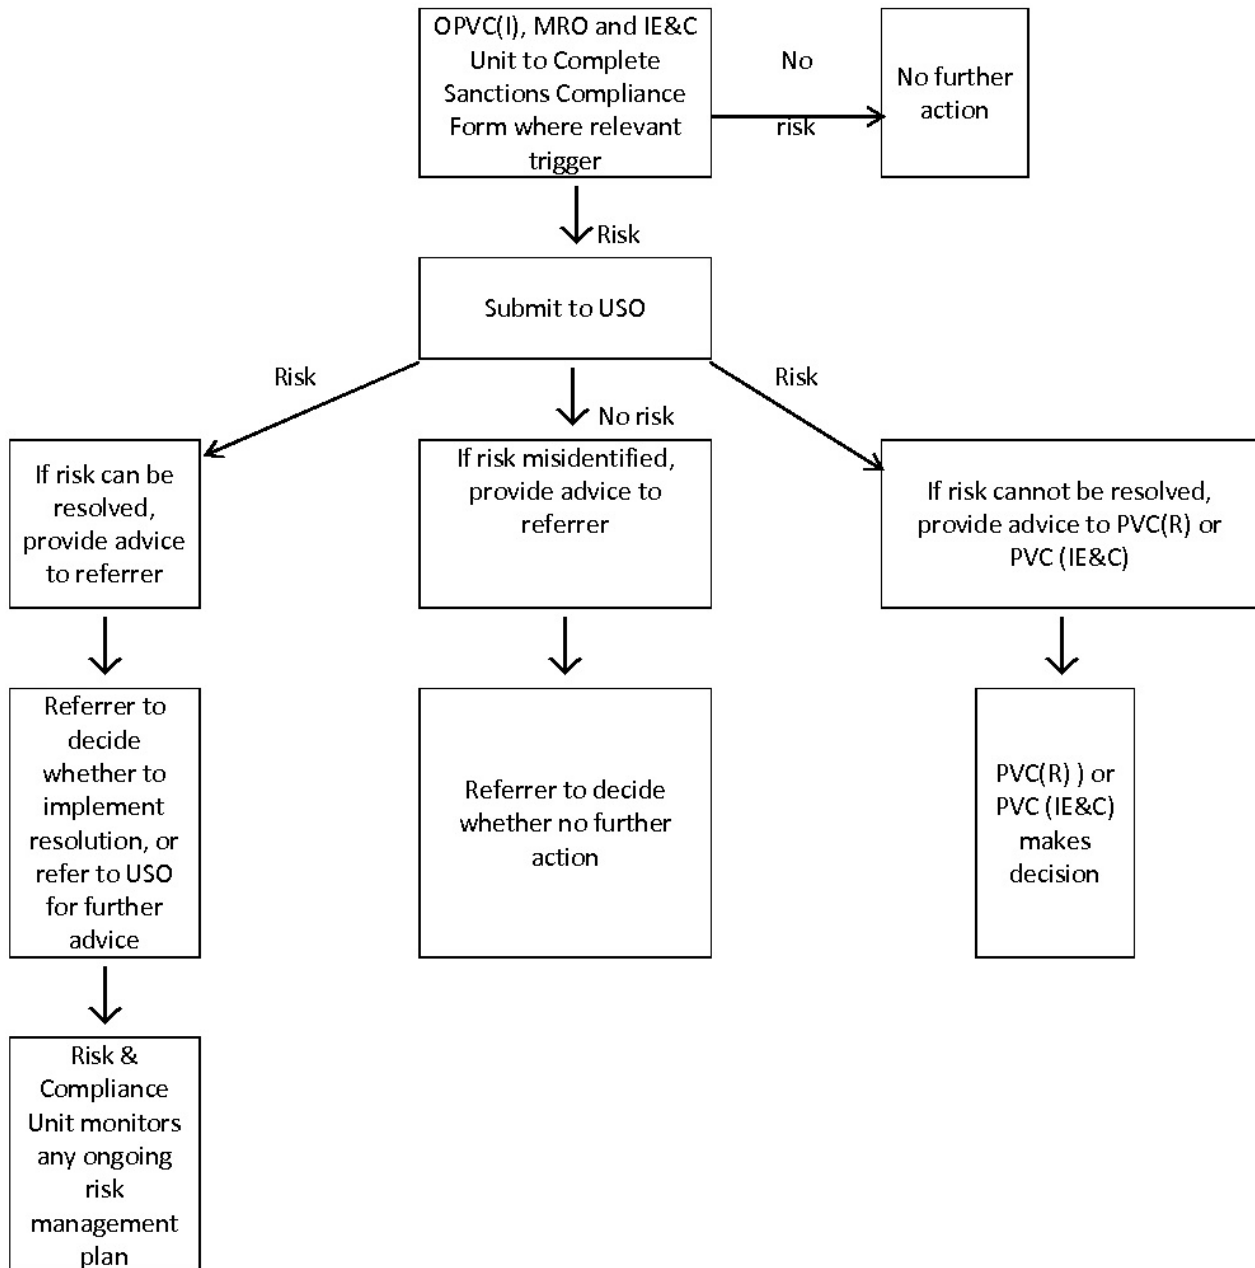 OPVC(I), MRO and IE&C
Unit to Complete
Sanctions Compliance
Form where relevant
trigger
No
risk
No further
action
Risk
Submit to USO
Risk
No risk
Risk
If risk can be
resolved,
provide advice
to referrer
If risk misidentified,
provide advice to
referrer
If risk cannot be resolved,
provide advice to PVC(R) or
PVC (IE&C)
Referrer to
decide
whether to
implement
resolution, or
refer to USO
for further
advice
Referrer to decide
whether no further
action
PVC(R) ) or
PVC (IE&C)
makes
decision
Risk &
Compliance
Unit monitors
any ongoing
risk
management
plan